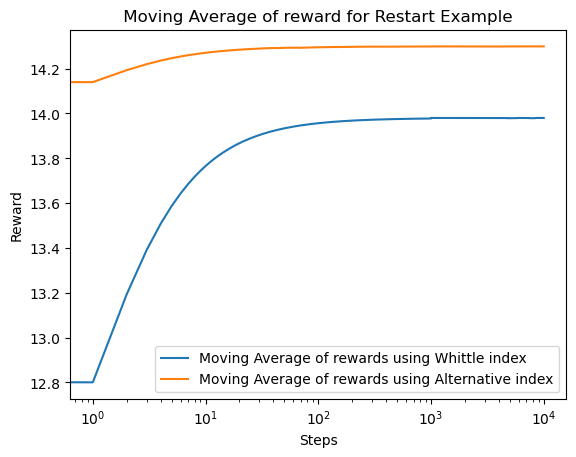 Moving Average of reward for Restart Example
Reward
14.2
14.0
13.8
13.6
13.4
13.2
13.0
12.8
Moving Average of rewards using Whittle index
Moving Average of rewards using Alternative index
10⁰ 10¹ 10² 10³ 10⁴
Steps